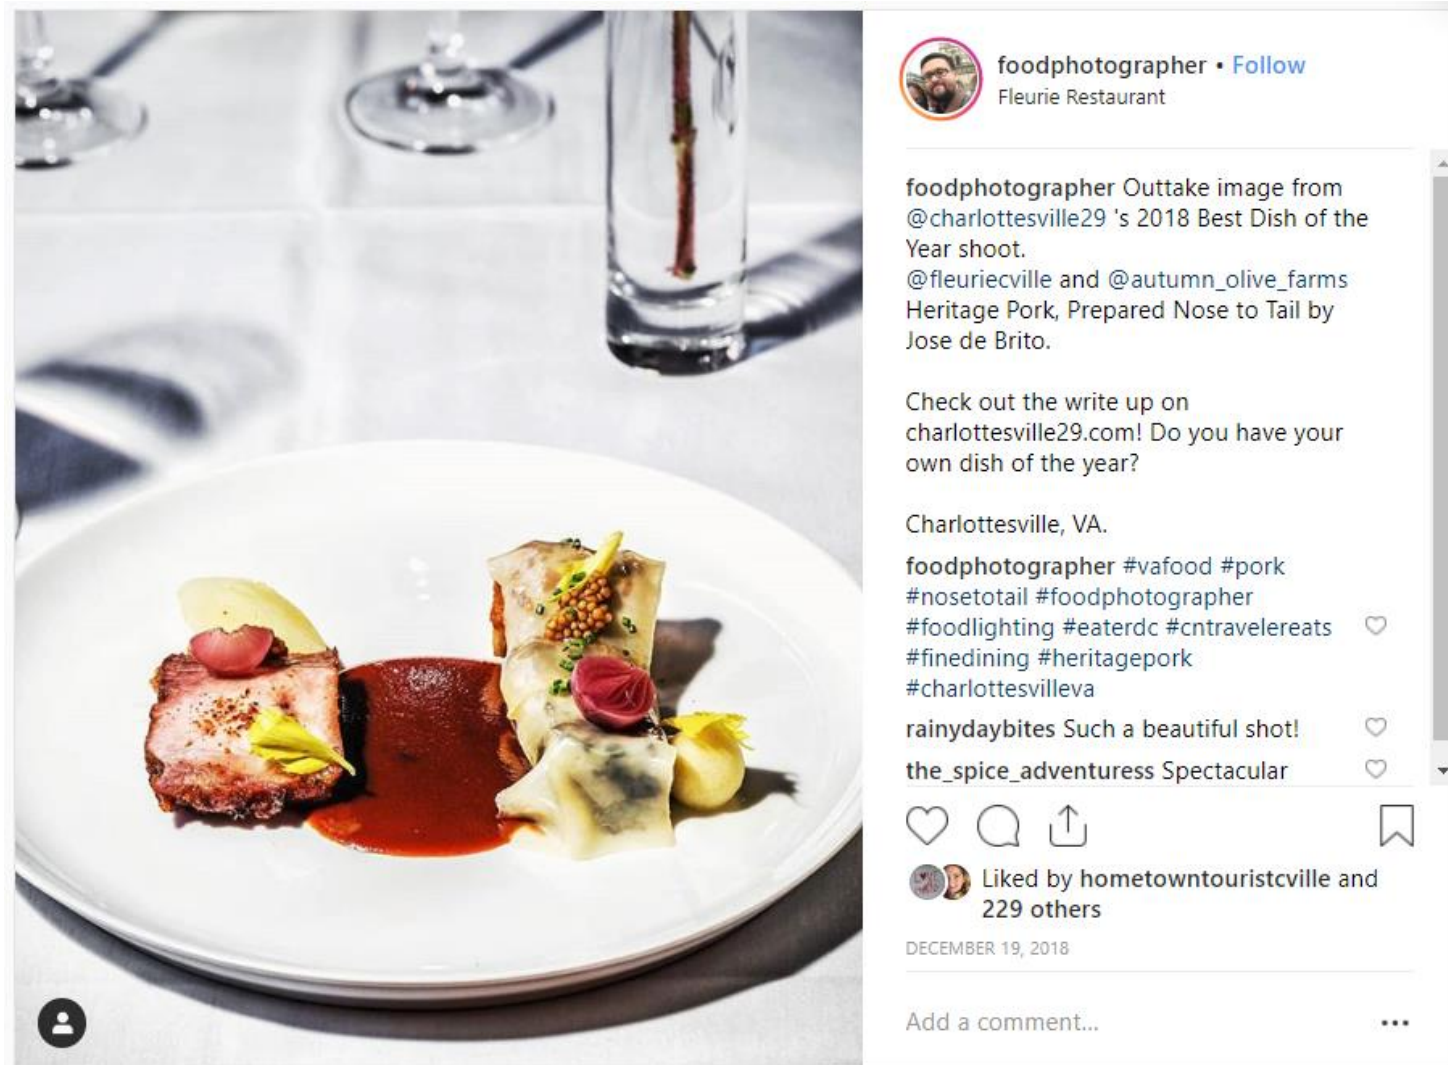 foodphotographer • Follow
Fleurie Restaurant
foodphotographer Outtake image from
@charlottesville29 's 2018 Best Dish of the
Year shoot.
@fleuriecville and @autumn_olive_farms
Heritage Pork, Prepared Nose to Tail by
Jose de Brito.
Check out the write up on
charlottesville29.com! Do you have your
own dish of the year?
Charlottesville, VA.
foodphotographer #vafood #pork
#nosetotail #foodphotographer
#foodlighting #eaterdc #cntravelereats
#finedining #heritagepork
#charlottesvilleva
rainydaybites Such a beautiful shot!
the_spice_adventuress Spectacular
Liked by hometowntouristcville and
229 others
DECEMBER 19, 2018
Add a comment...